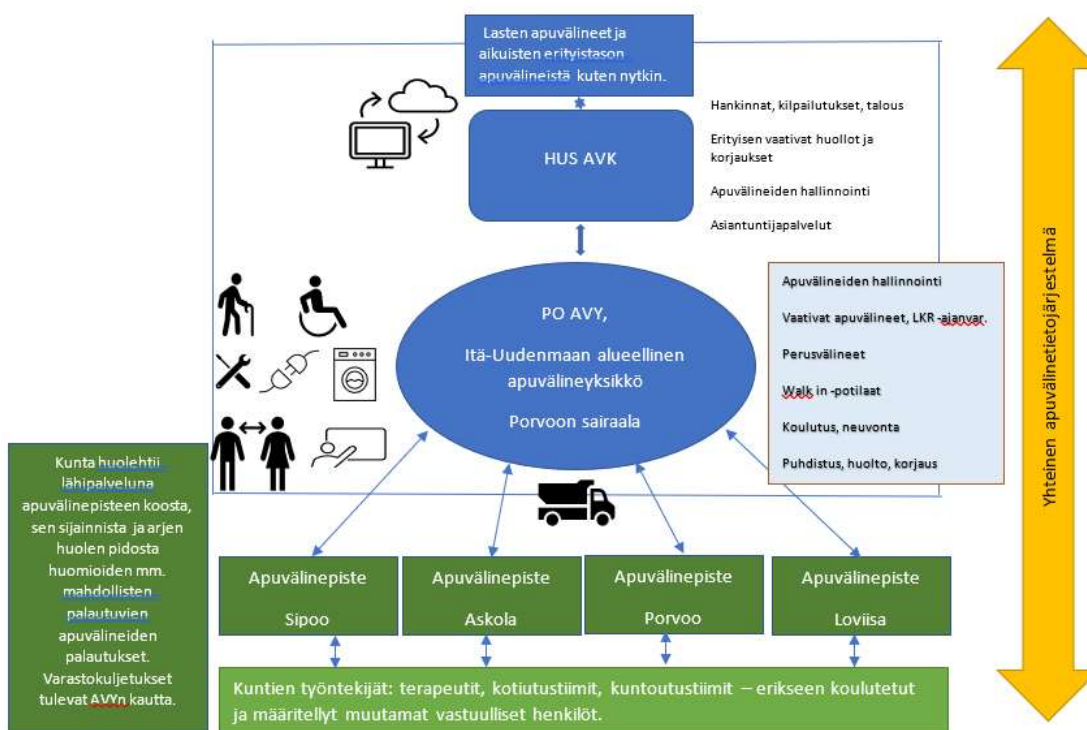 Lasten apuvälineet ja
aikuisten erityistason
apuvälineistä kuten nytkin.
HUS AVK
Hankinnat, kilpailutukset, talous
Erityisen vaativat huollot ja
korjaukset
Apuvälineiden hallinnointi
Asiantuntijapalvelut
PO AVY,
Itä-Uudenmaan alueellinen
apuvälineyksikkö
Porvoon sairaala
Apuvälineiden hallinnointi
Vaativat apuvälineet, LKR -ajanvar.
Perusvälineet
Walk in -potilaat
Koulutus, neuvonta
Puhdistus, huolto, korjaus
Yhteinen apuvälinetietojärjestelmä
Kunta huolehtii
lähipalveluna
apuvälinepisteen koosta,
sen sijainnista ja arjen
huolen pidosta
huomioiden mm.
mahdollisten
palautuvien
apuvälineiden
palautukset.
Varastokuljetukset
tulevat AVYn kautta.
Apuvälinepiste
Sipoo
Apuvälinepiste
Askola
Apuvälinepiste
Porvoo
Apuvälinepiste
Loviisa
Kuntien työntekijät: terapeutit, kotiutustiimit, kuntoutustiimit – erikseen koulutetut
ja määritellyt muutamat vastuulliset henkilöt.